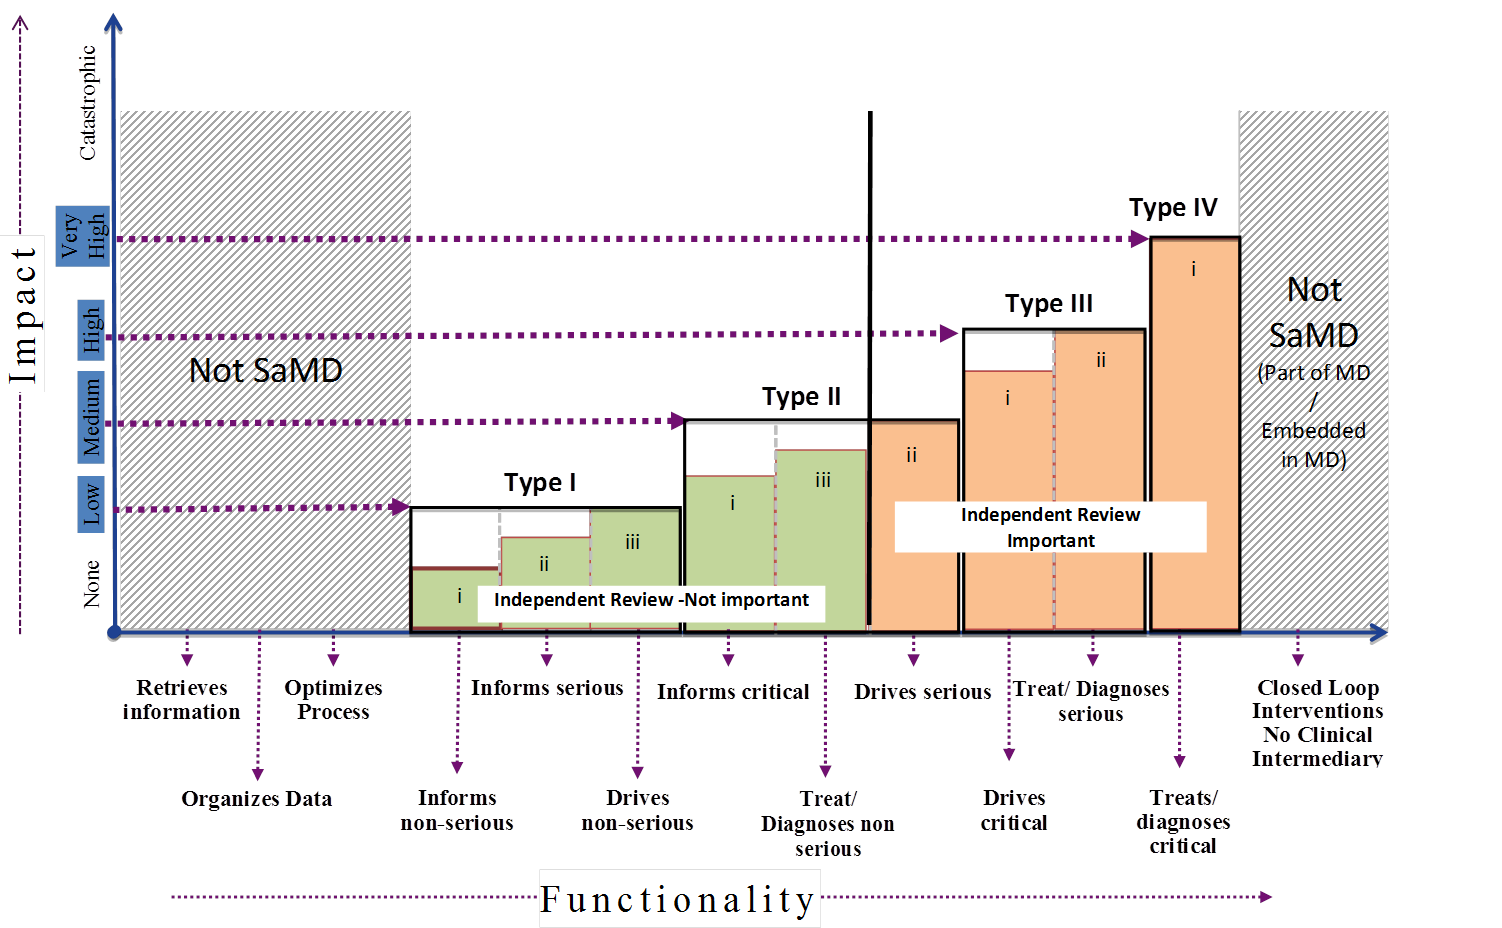 Impact
Catastrophic
Very
High
High
Medium
Low
None
Not SaMD
Type I
i
ii
iii
Type II
i
iii
ii
Type III
i
ii
Type IV
i
Not
SaMD
(Part of MD
/
Embedded
in MD)
Independent Review -Not important
Independent Review
Important
Retrieves
information
Organizes Data
Optimizes
Process
Informs
non-serious
Informs serious
Drives
non-serious
Informs critical
Treat/
Diagnoses non
serious
Drives serious
Drives
critical
Treat/ Diagnoses
serious
Treats/
diagnoses
critical
Closed Loop
Interventions
No Clinical
Intermediary
Functionality